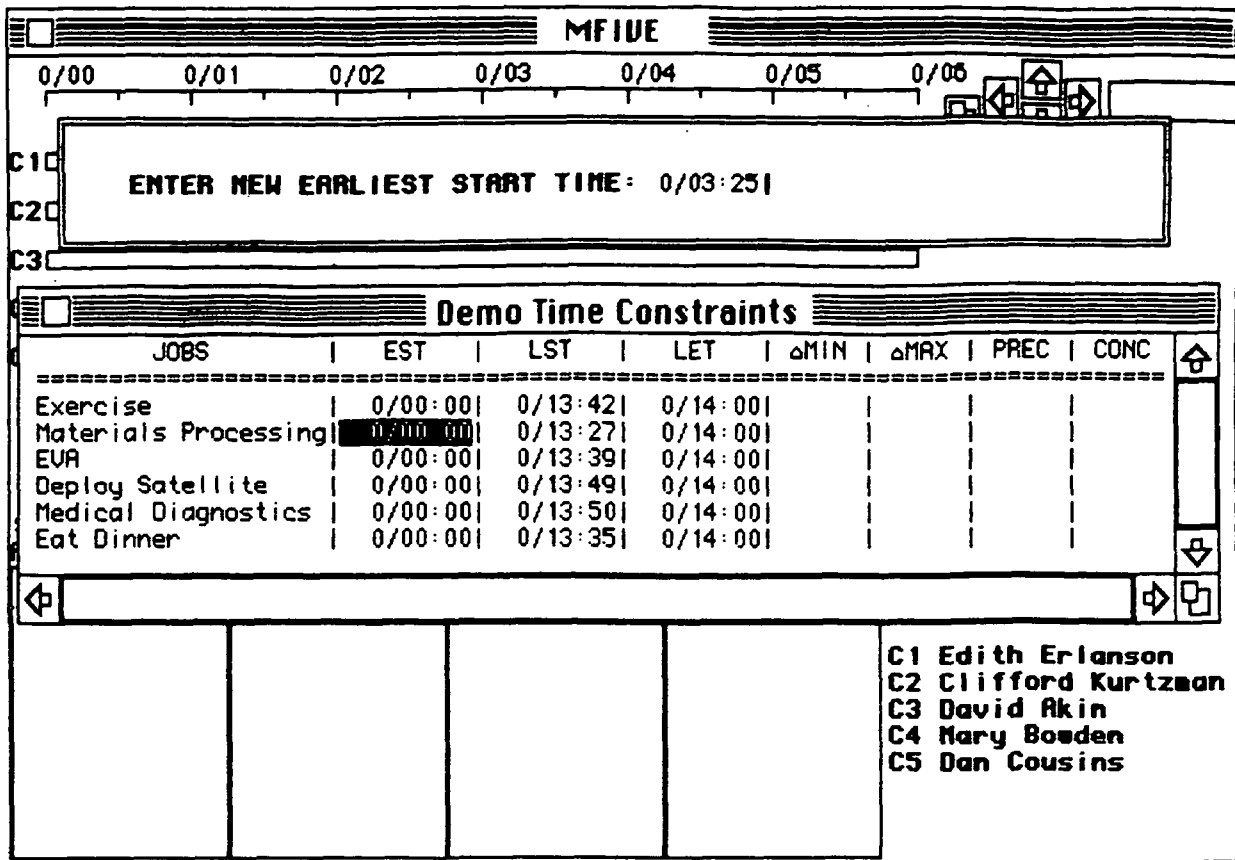 MFIVE
0/00 0/01 0/02 0/03 0/04 0/05 0/06
C1
ENTER NEW EARLIEST START TIME: 0/03:25
C2
C3
Demo Time Constraints
JOBS | EST | LST | LET | △MIN | △MAX | PREC | CONC
Exercise | 0/00:00| 0/13:42| 0/14:00| | | |
Materials Processing| 0/00:00| 0/13:27| 0/14:00| | | |
EVA | 0/00:00| 0/13:39| 0/14:00| | | |
Deploy Satellite | 0/00:00| 0/13:49| 0/14:00| | | |
Medical Diagnostics | 0/00:00| 0/13:50| 0/14:00| | | |
Eat Dinner | 0/00:00| 0/13:35| 0/14:00| | | |
C1 Edith Erlanson
C2 Clifford Kurtzman
C3 David Akin
C4 Mary Bowden
C5 Dan Cousins